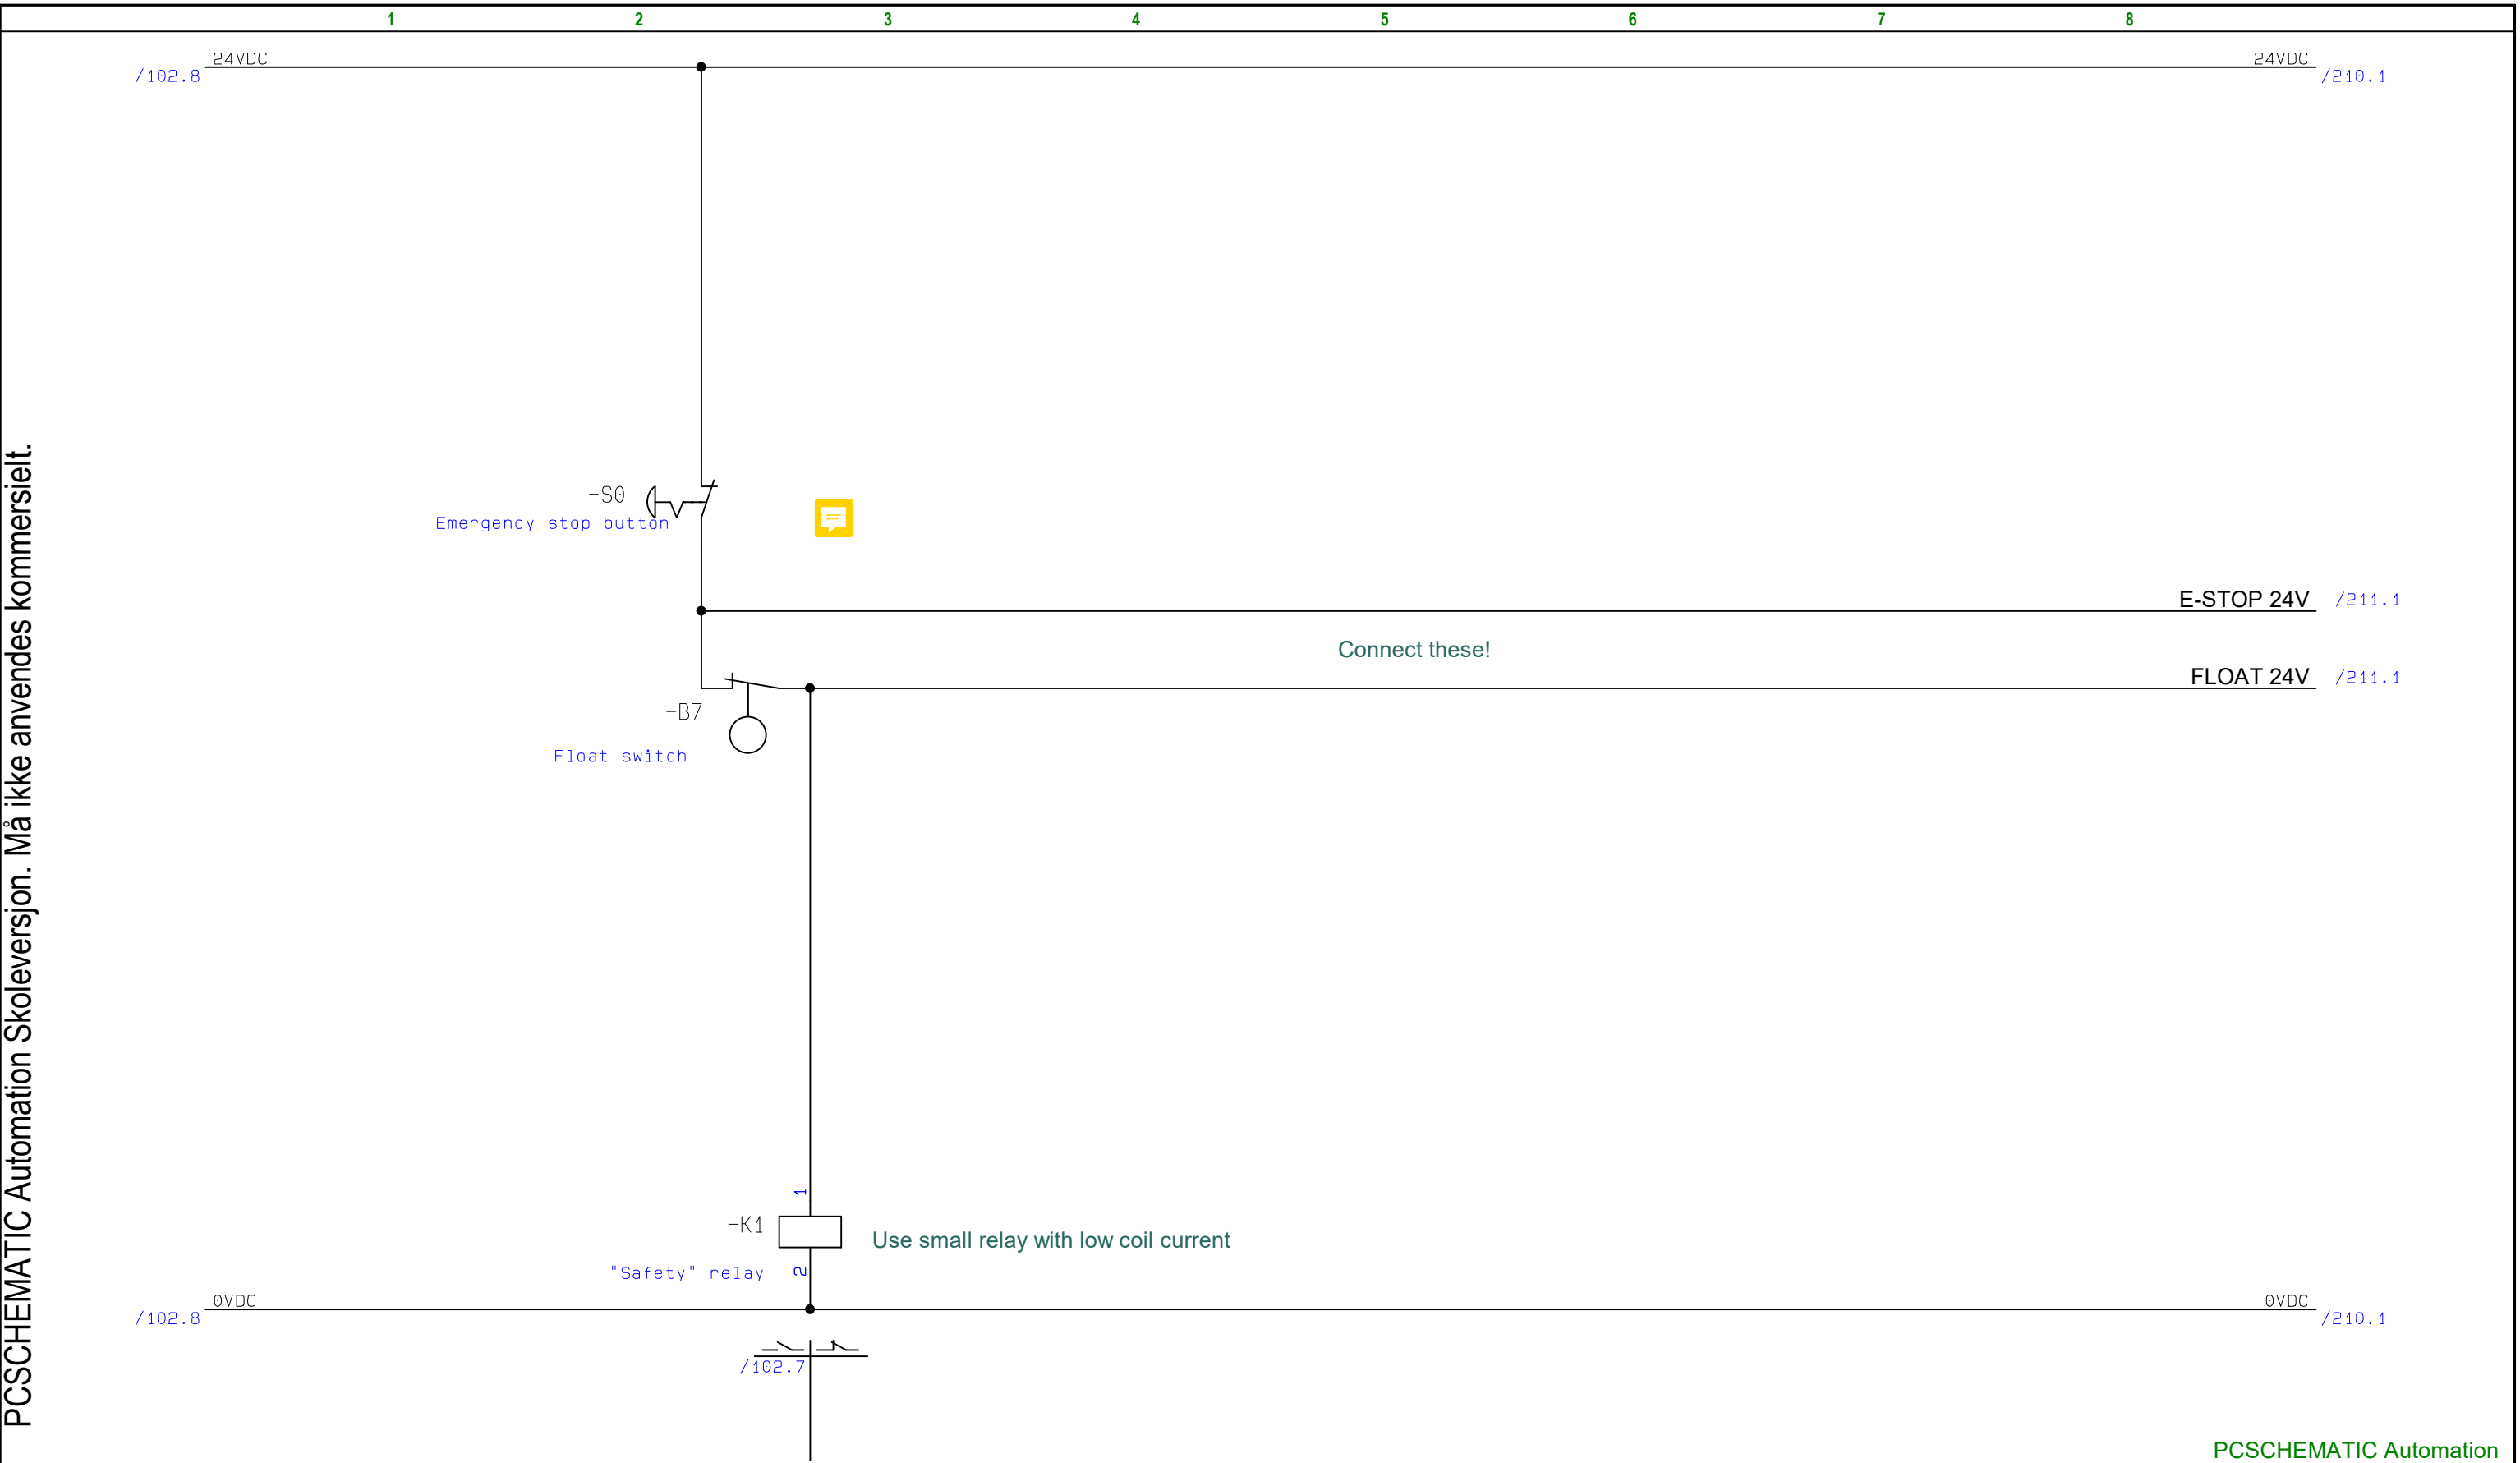 1 2 3 4 5 6 7 8
24VDC 24VDC
/102.8 /210.1
-S0
Emergency stop button
E-STOP 24V /211.1
Connect these!
FLOAT 24V /211.1
-B7
Float switch
1
-K1
Use small relay with low coil current
"Safety" relay 2
0VDC 0VDC
/102.8 /210.1
/102.7
PCSCHEMATIC Automation Skoleversjon. Må ikke anvendes kommersielt.
PCSCHEMATIC Automation